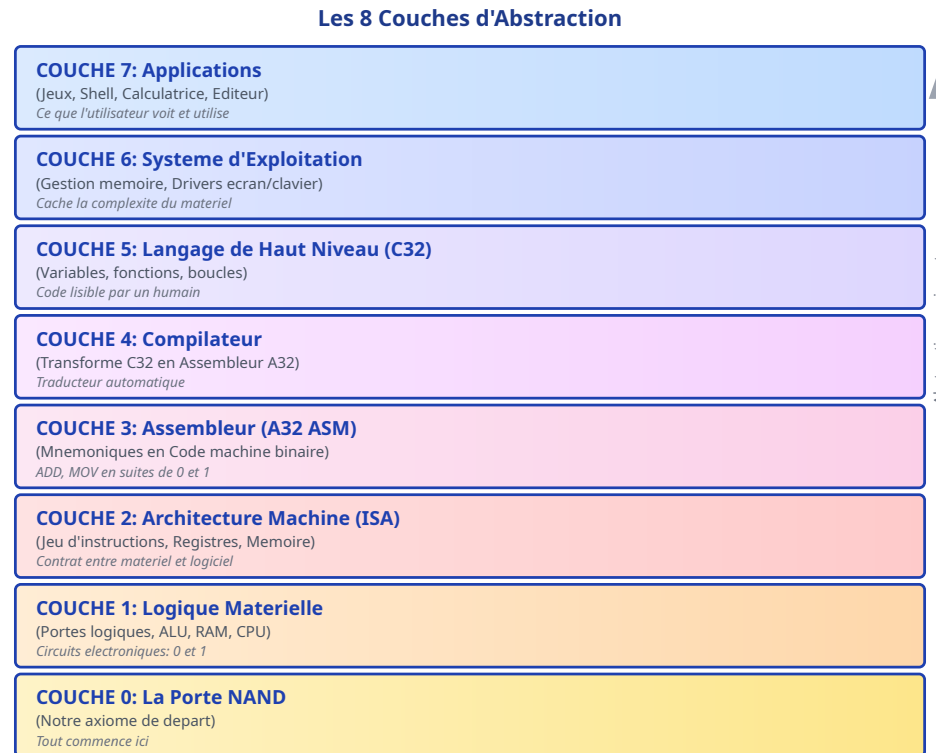 Les 8 Couches d'Abstraction
COUCHE 7: Applications
(Jeux, Shell, Calculatrice, Editeur)
Ce que l'utilisateur voit et utilise
COUCHE 6: Systeme d'Exploitation
(Gestion memoire, Drivers ecran/clavier)
Cache la complexite du materiel
COUCHE 5: Langage de Haut Niveau (C32)
(Variables, fonctions, boucles)
Code lisible par un humain
COUCHE 4: Compilateur
(Transforme C32 en Assembleur A32)
Traducteur automatique
COUCHE 3: Assembleur (A32 ASM)
(Mnemoniques en Code machine binaire)
ADD, MOV en suites de 0 et 1
COUCHE 2: Architecture Machine (ISA)
(Jeu d'instructions, Registres, Memoire)
Contrat entre materiel et logiciel
COUCHE 1: Logique Materielle
(Portes logiques, ALU, RAM, CPU)
Circuits electroniques: 0 et 1
COUCHE 0: La Porte NAND
(Notre axiome de depart)
Tout commence ici